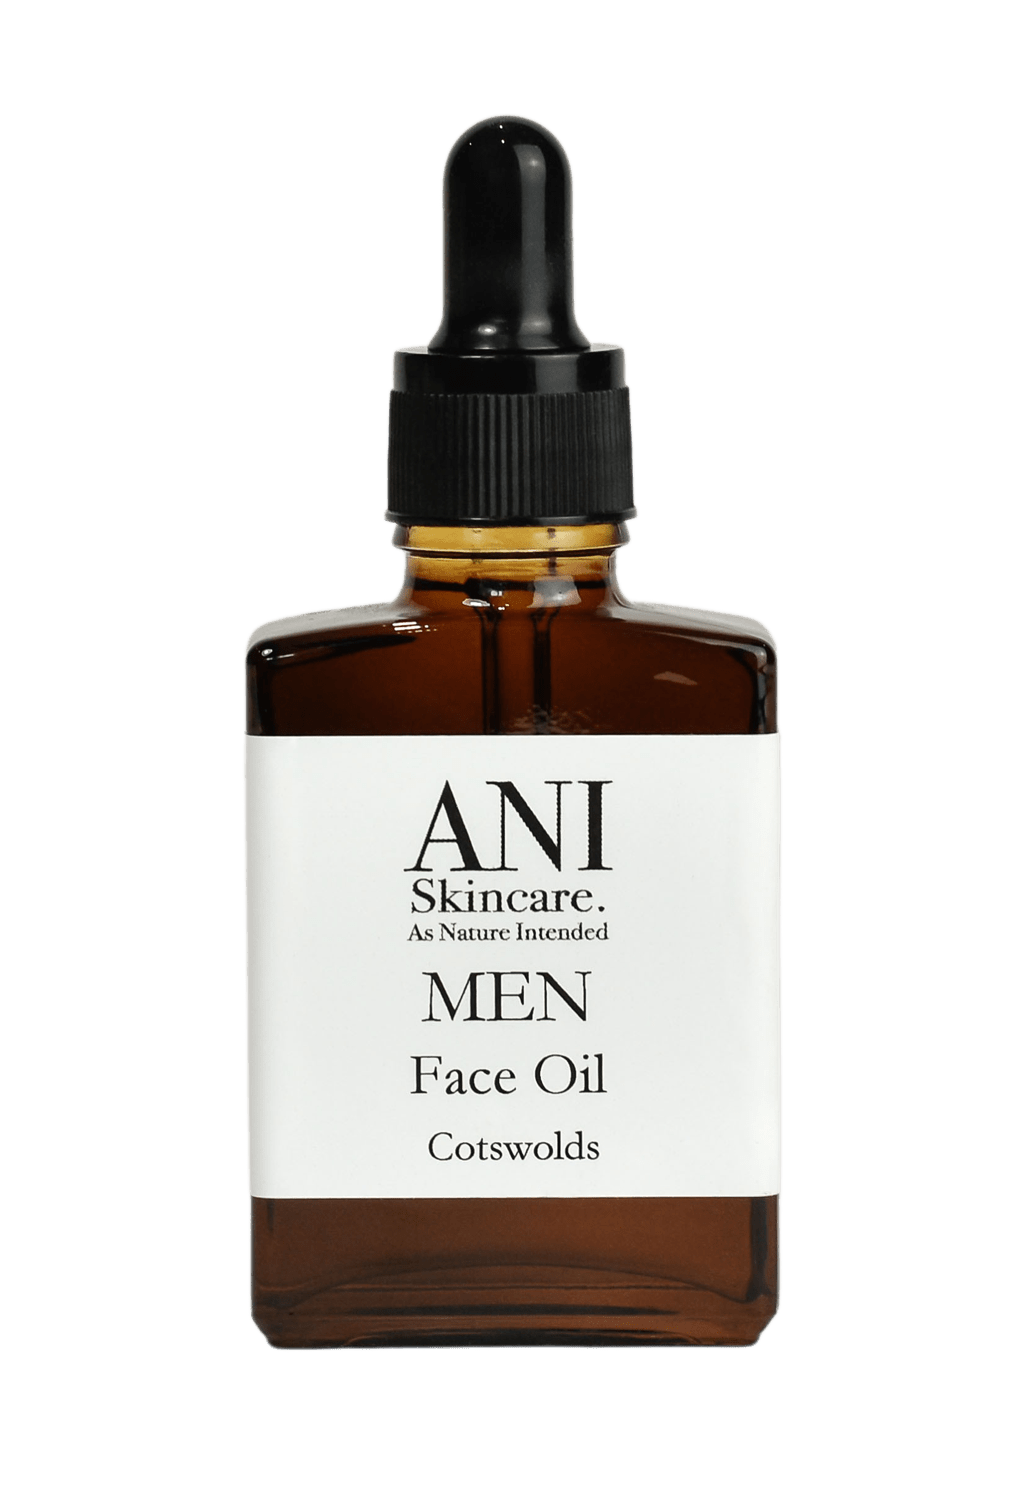 ANI
Skincare.
As Nature Intended
MEN
Face Oil
Cotswolds